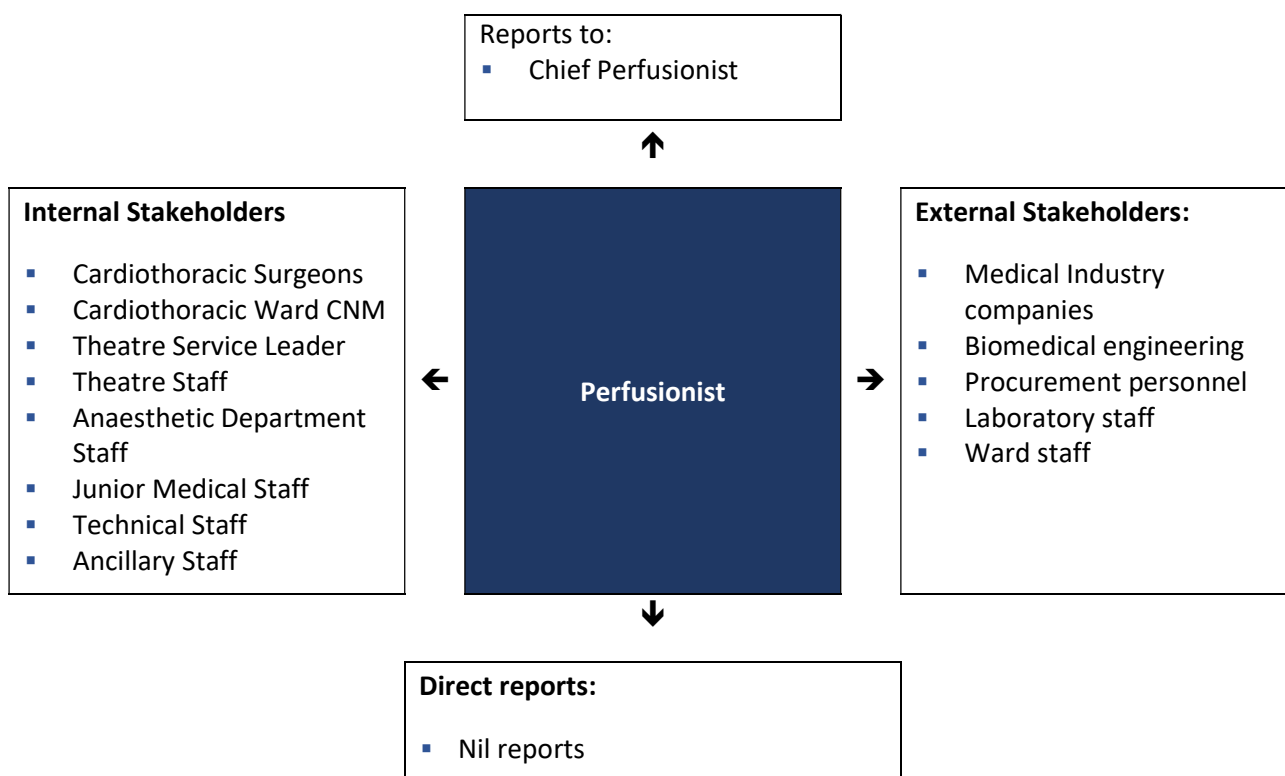 Reports to:
▪ Chief Perfusionist
Internal Stakeholders
▪ Cardiothoracic Surgeons
▪ Cardiothoracic Ward CNM
▪ Theatre Service Leader
▪ Theatre Staff
▪ Anaesthetic Department
Staff
▪ Junior Medical Staff
▪ Technical Staff
▪ Ancillary Staff
Perfusionist
External Stakeholders:
▪ Medical Industry
companies
▪ Biomedical engineering
▪ Procurement personnel
▪ Laboratory staff
▪ Ward staff
Direct reports:
▪ Nil reports